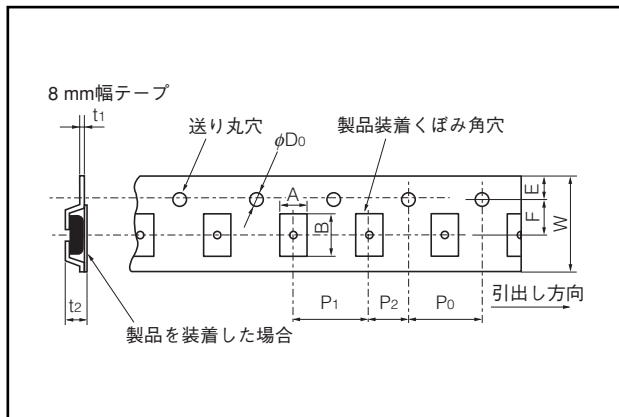 8 mm幅テープ
t1
送り丸穴
φD0
製品装着くぼみ角穴
A
B
E
F
W
t2
P1
P2
P0
引出し方向
製品を装着した場合